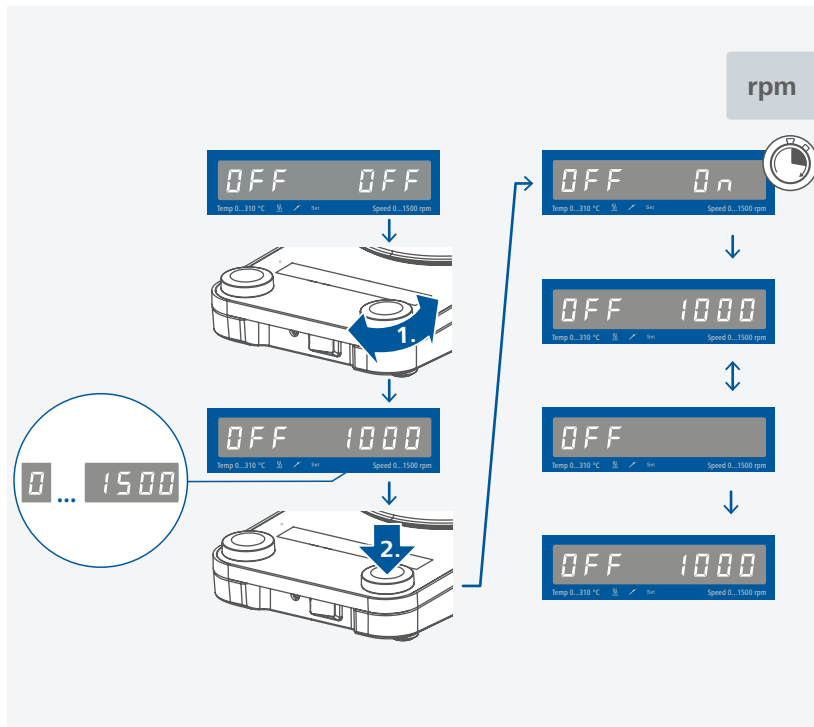 rpm
OFF OFF
Temp 0...310 °C Set Speed 0...1500 rpm
1.
OFF 1000
Temp 0...310 °C Set Speed 0...1500 rpm
0 ... 1500
2.
OFF On
Temp 0...310 °C Set Speed 0...1500 rpm
OFF 1000
Temp 0...310 °C Set Speed 0...1500 rpm
OFF
Temp 0...310 °C Set Speed 0...1500 rpm
OFF 1000
Temp 0...310 °C Set Speed 0...1500 rpm